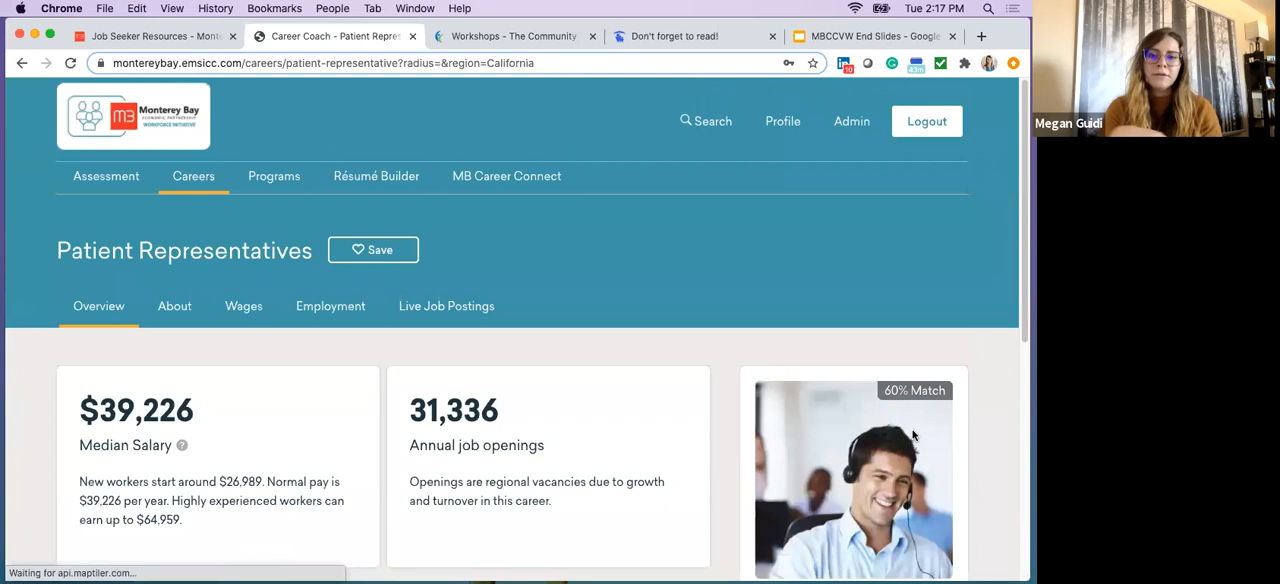 Chrome File Edit View History Bookmarks People Tab Window Help Tue 2:17 PM
Job Seeker Resources - Monte Career Coach - Patient Repres Workshops - The Community Don't forget to read! MBCCVW End Slides - Google
montereybay.emsicc.com/careers/patient-representative?radius=&region=California
10
Megan Guidi
MB Monterey Bay
ECONOMIC PARTNERSHIP
WORKFORCE INITIATIVE
Search Profile Admin Logout
Assessment Careers Programs Résumé Builder MB Career Connect
Patient Representatives Save
Overview About Wages Employment Live Job Postings
$39,226
Median Salary ?
New workers start around $26,989. Normal pay is
$39,226 per year. Highly experienced workers can
earn up to $64,959.
31,336
Annual job openings
Openings are regional vacancies due to growth
and turnover in this career.
60% Match
Waiting for api.maptiler.com...